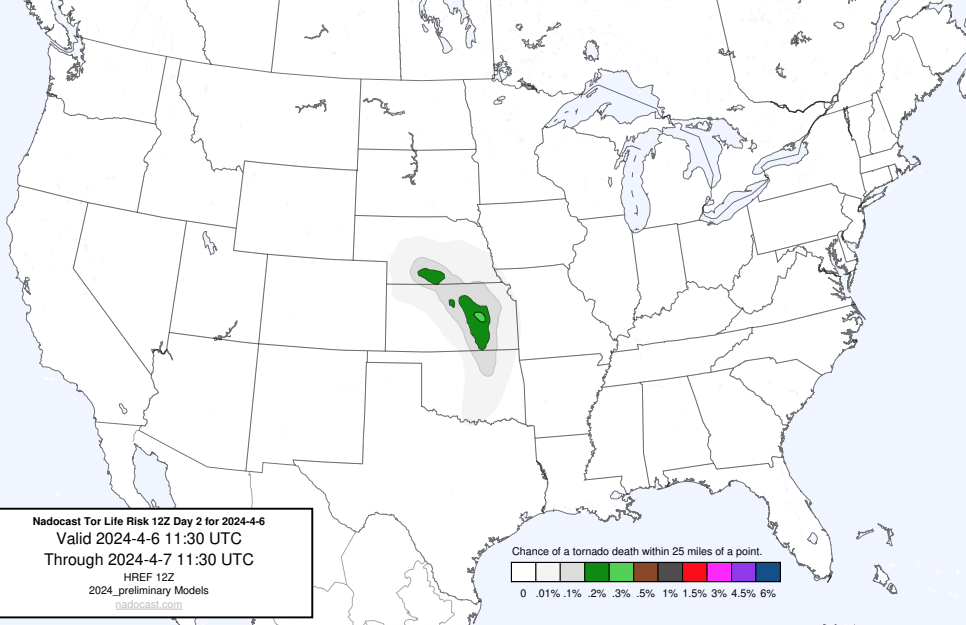 Nadocast Tor Life Risk 12Z Day 2 for 2024-4-6
Valid 2024-4-6 11:30 UTC
Through 2024-4-7 11:30 UTC
HREF 12Z
2024_preliminary Models
nadocast.com
Chance of a tornado death within 25 miles of a point.
0 .01% .1% .2% .3% .5% 1% 1.5% 3% 4.5% 6%